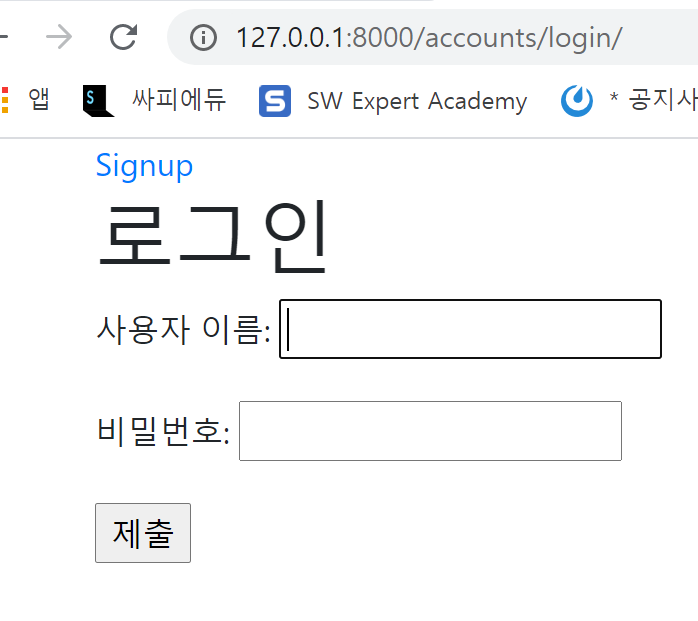 127.0.0.1:8000/accounts/login/
앱 S 싸피에듀 S SW Expert Academy * 공지사
Signup
로그인
사용자 이름:
비밀번호:
제출